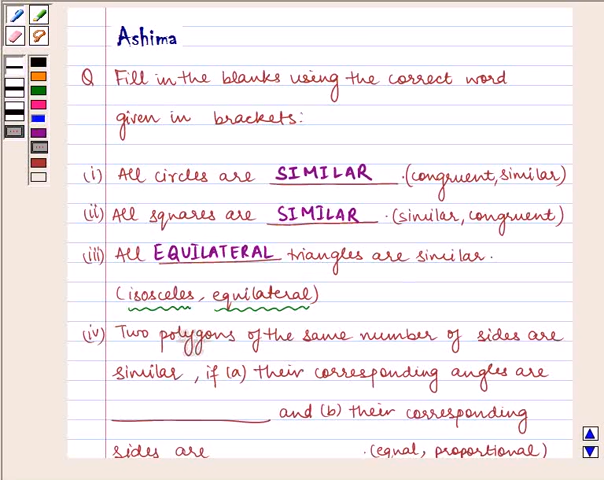 Ashima
Q Fill in the blanks using the correct word
given in brackets:
(i) All circles are SIMILAR . (congruent, similar)
(ii) All squares are SIMILAR . (similar, congruent)
(iii) All EQUILATERAL triangles are similar.
(isosceles, equilateral)
(iv) Two polygons of the same number of sides are
similar, if (a) their corresponding angles are
__________ and (b) their corresponding
sides are . (equal, proportional)